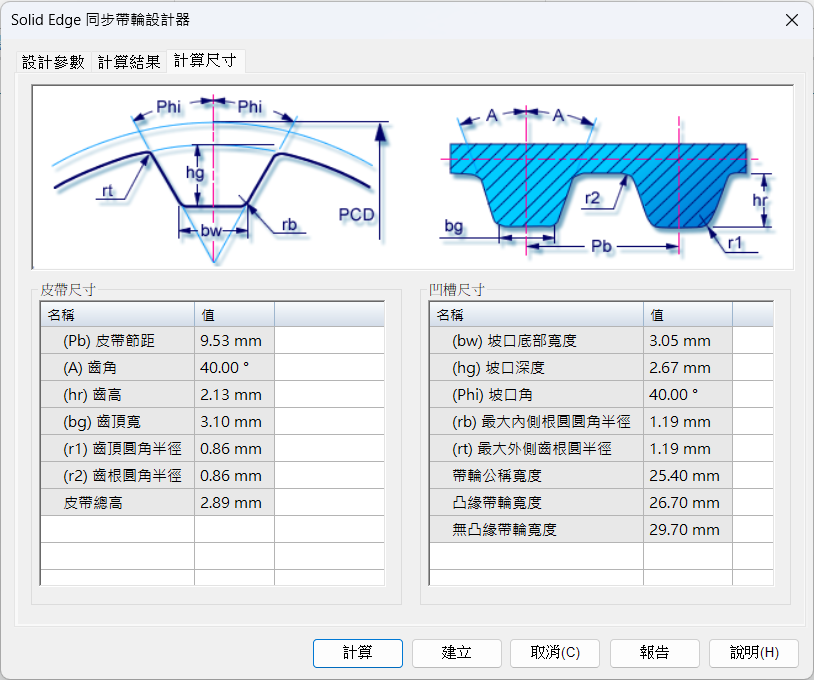 Solid Edge 同步帶輪設計器
設計參數 計算結果 計算尺寸
Phi Phi
hg
rt
bw
rb
PCD
A A
r2
hr
bg
Pb
r1
皮帶尺寸
名稱 值
(Pb) 皮帶節距 9.53 mm
(A) 齒角 40.00 °
(hr) 齒高 2.13 mm
(bg) 齒頂寬 3.10 mm
(r1) 齒頂圓角半徑 0.86 mm
(r2) 齒根圓角半徑 0.86 mm
皮帶總高 2.89 mm
凹槽尺寸
名稱 值
(bw) 坡口底部寬度 3.05 mm
(hg) 坡口深度 2.67 mm
(Phi) 坡口角 40.00 °
(rb) 最大內側根圓圓角半徑 1.19 mm
(rt) 最大外側齒根圓半徑 1.19 mm
帶輪公稱寬度 25.40 mm
凸緣帶輪寬度 26.70 mm
無凸緣帶輪寬度 29.70 mm
計算 建立 取消(C) 報告 說明(H)